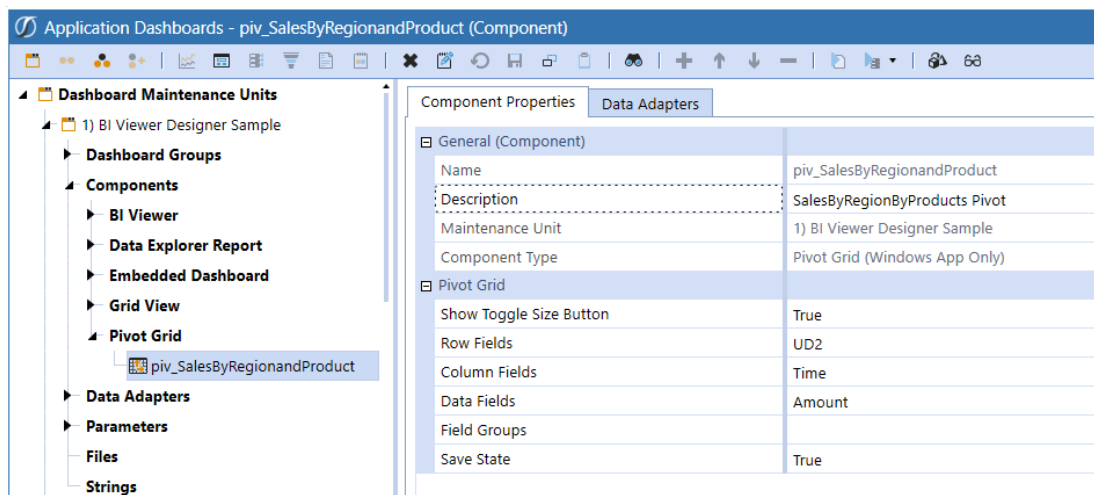 Application Dashboards - piv_SalesByRegionandProduct (Component)
Dashboard Maintenance Units
1) BI Viewer Designer Sample
Dashboard Groups
Components
BI Viewer
Data Explorer Report
Embedded Dashboard
Grid View
Pivot Grid
piv_SalesByRegionandProduct
Data Adapters
Parameters
Files
Strings
Component Properties
Data Adapters
General (Component)
Name piv_SalesByRegionandProduct
Description SalesByRegionByProducts Pivot
Maintenance Unit 1) BI Viewer Designer Sample
Component Type Pivot Grid (Windows App Only)
Pivot Grid
Show Toggle Size Button True
Row Fields UD2
Column Fields Time
Data Fields Amount
Field Groups
Save State True